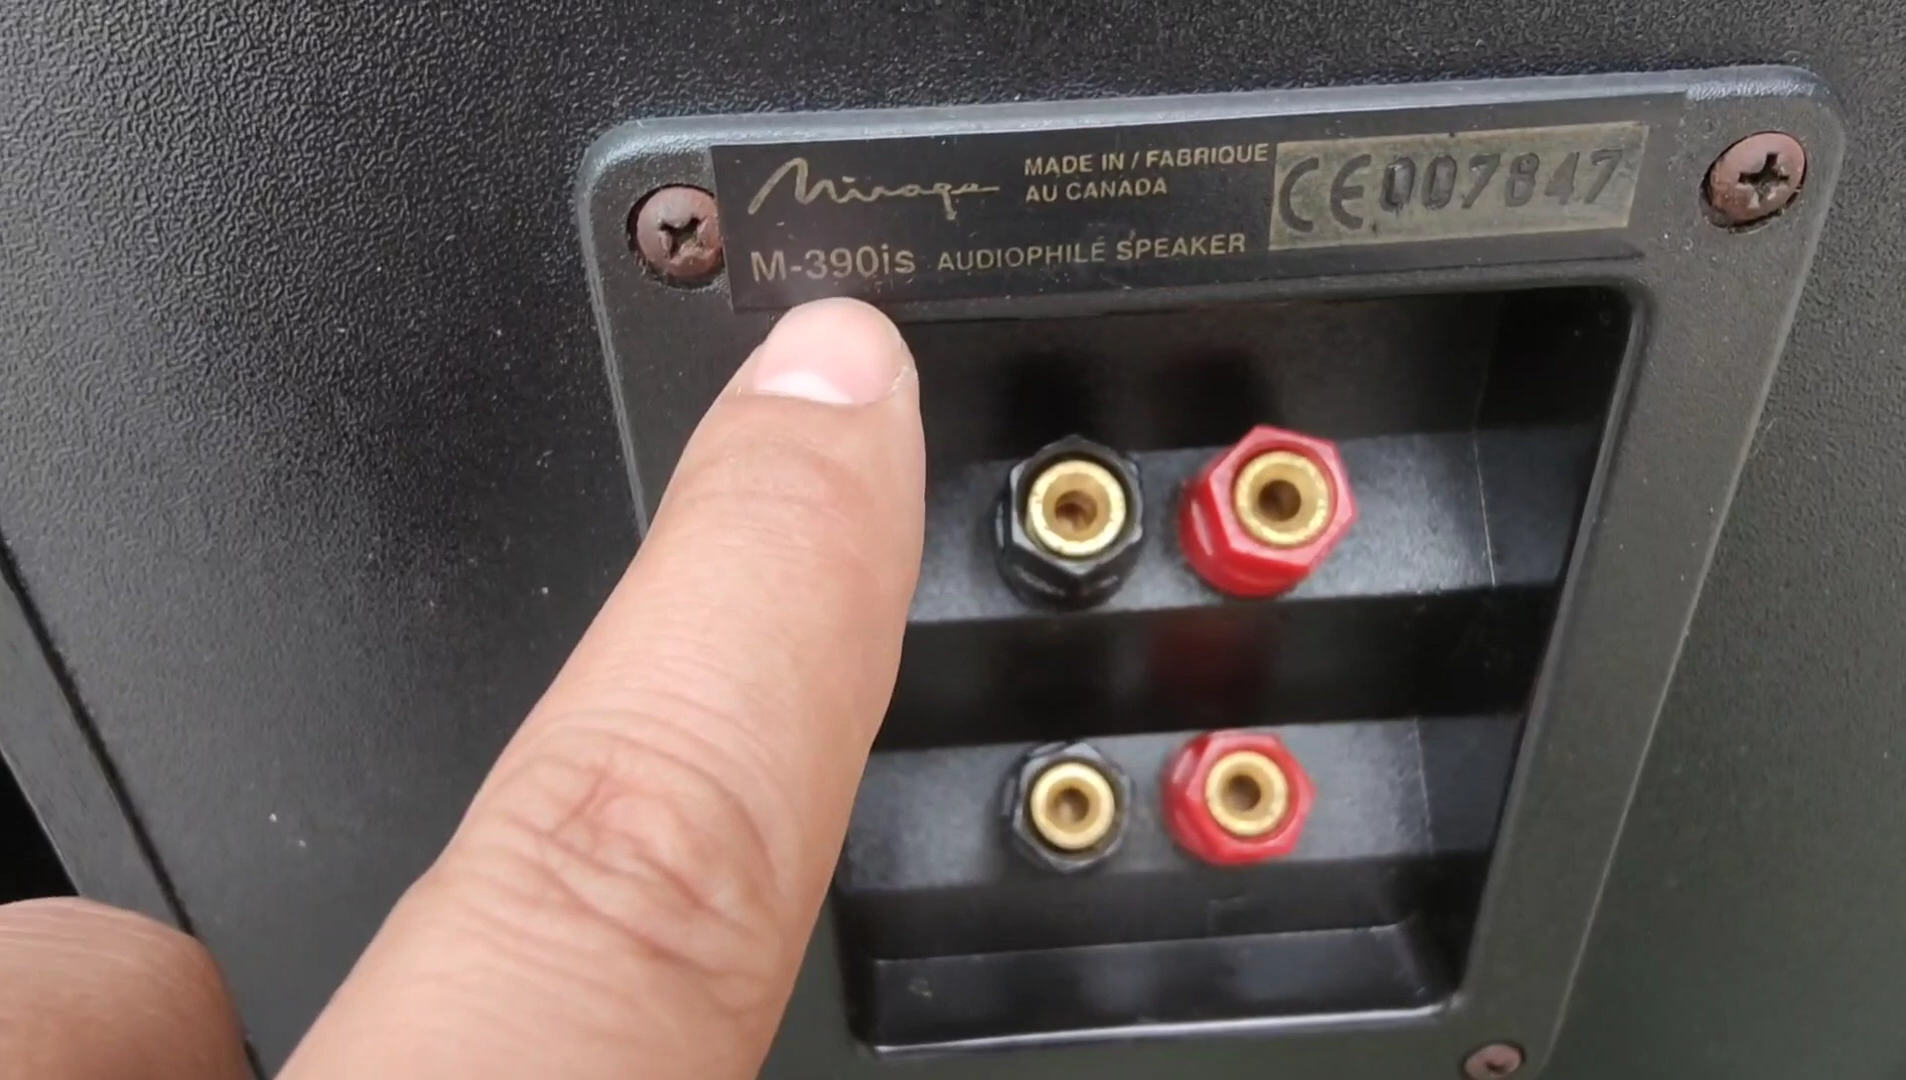 Mirage
MADE IN / FABRIQUE
AU CANADA
M-390is AUDIOPHILE SPEAKER
CE 007847